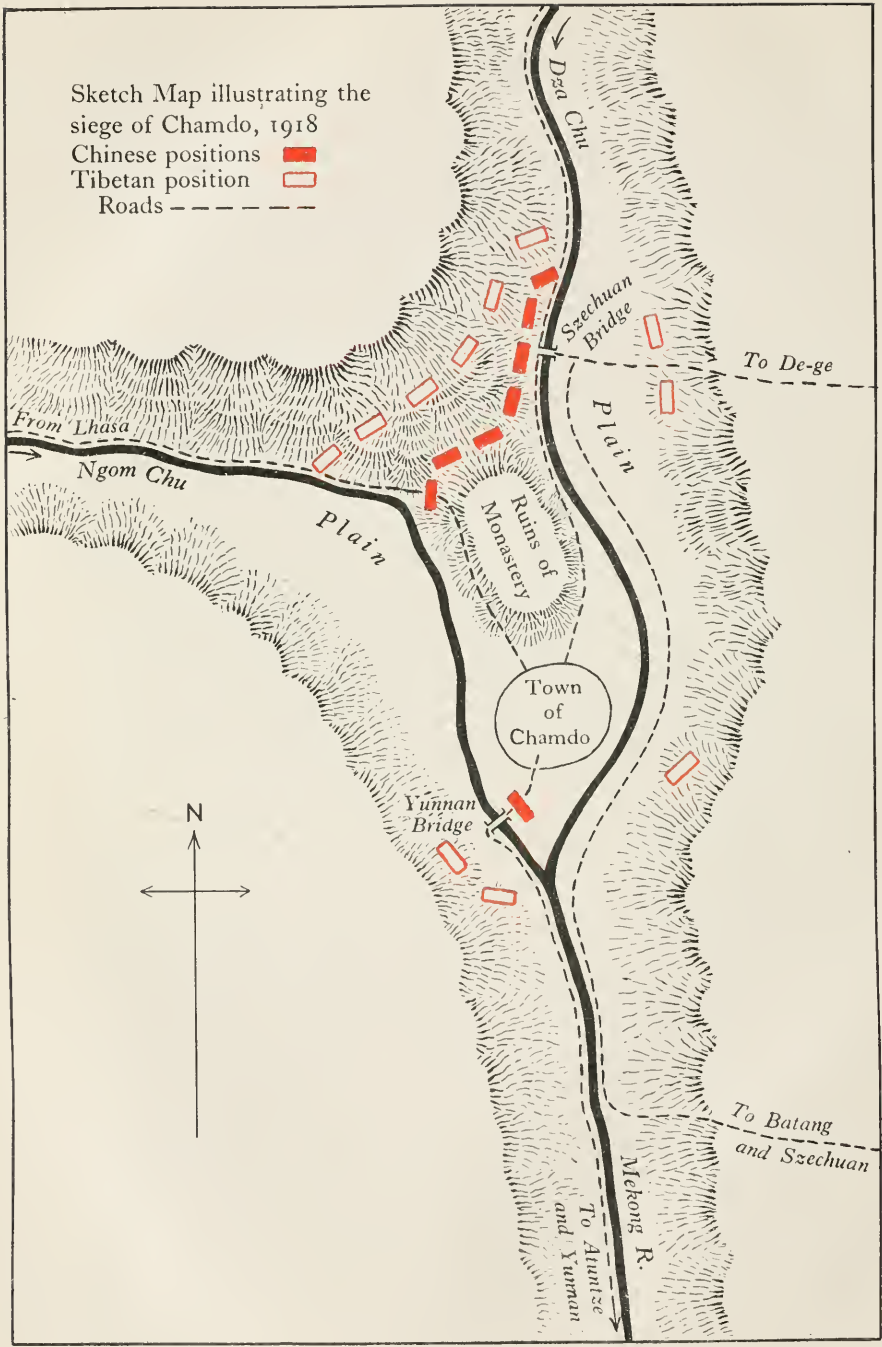 Sketch Map illustrating the
siege of Chamdo, 1918
Chinese positions
Tibetan position
Roads
Dza Chu
Szechuan
Bridge
To De-ge
From Lhasa
Ngom Chu
Plain
Plain
Ruins of
Monastery
Town
of
Chamdo
Yunnan
Bridge
N
To Batang
and Szechuan
Mekong R.
To Atuntze
and Yunnan